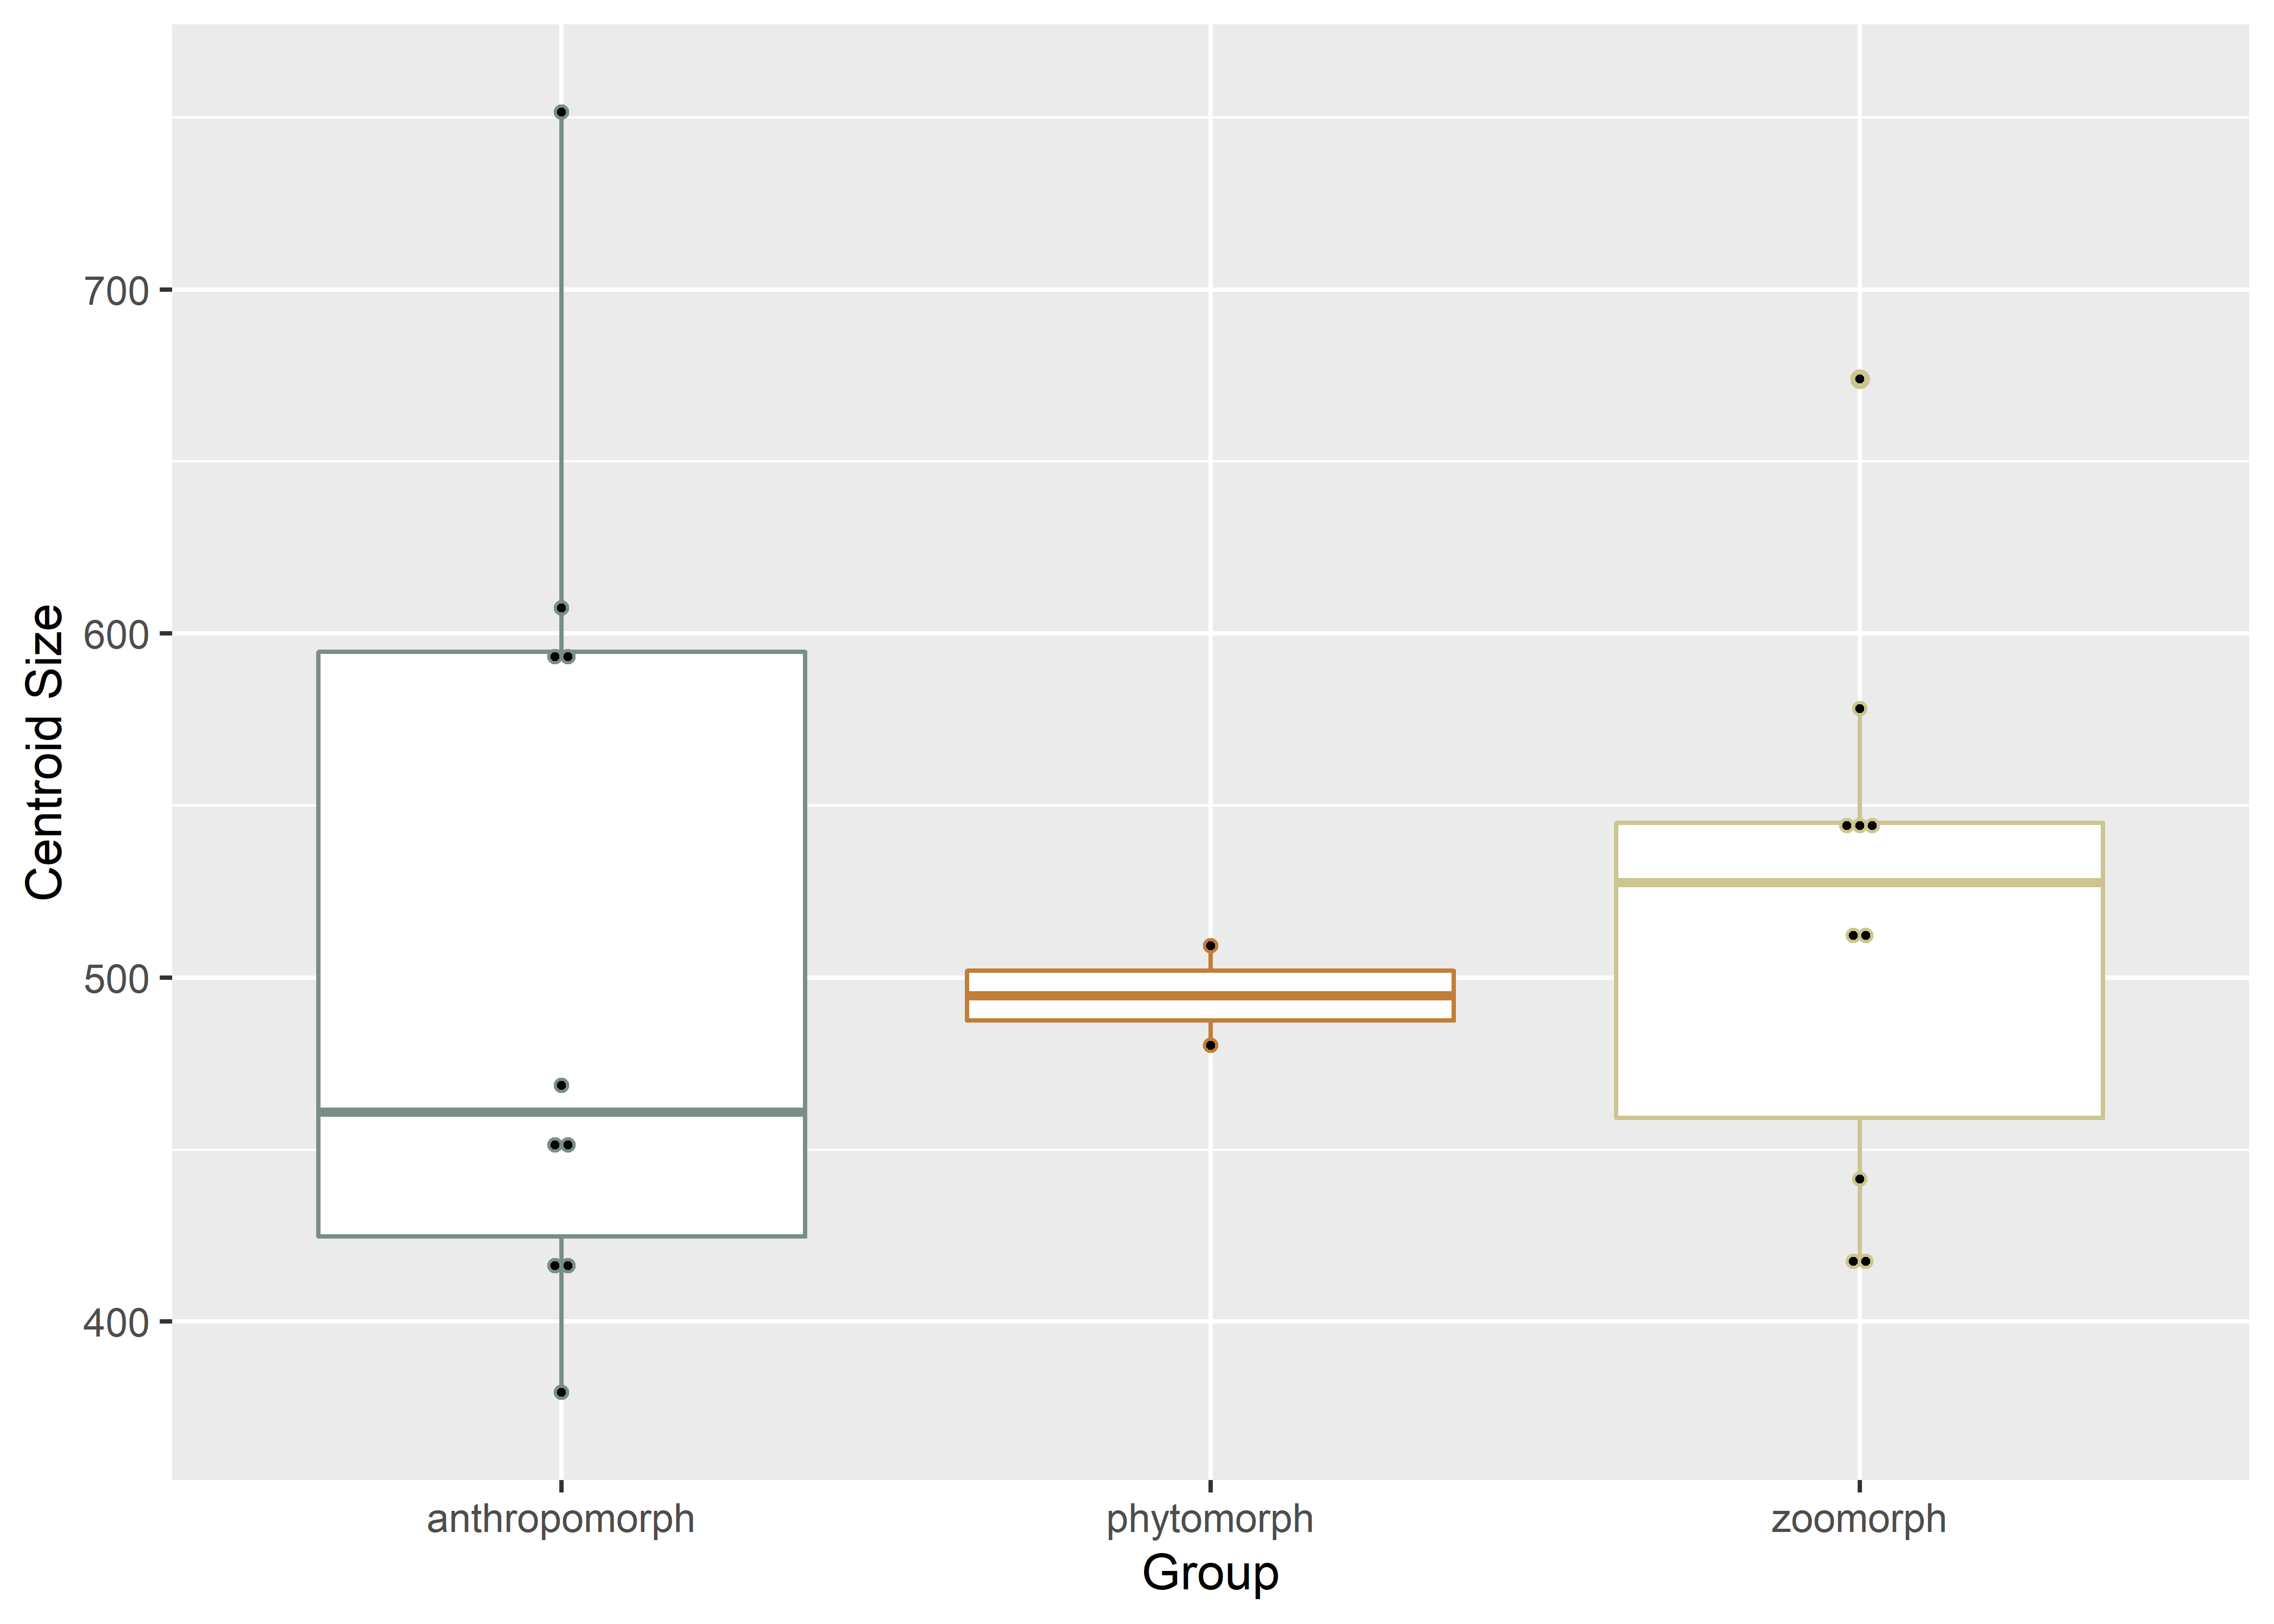 Centroid Size
700
600
500
400
anthropomorph
phytomorph
zoomorph
Group